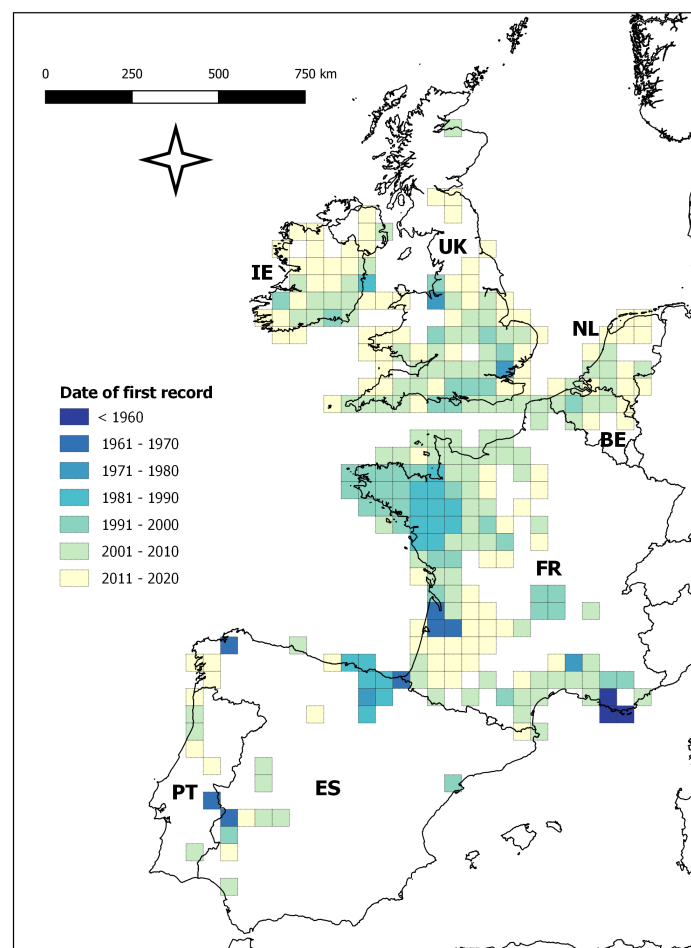 0 250 500 750 km
UK
IE
NL
Date of first record
< 1960
1961 - 1970
BE
1971 - 1980
1981 - 1990
1991 - 2000
2001 - 2010
FR
2011 - 2020
PT
ES